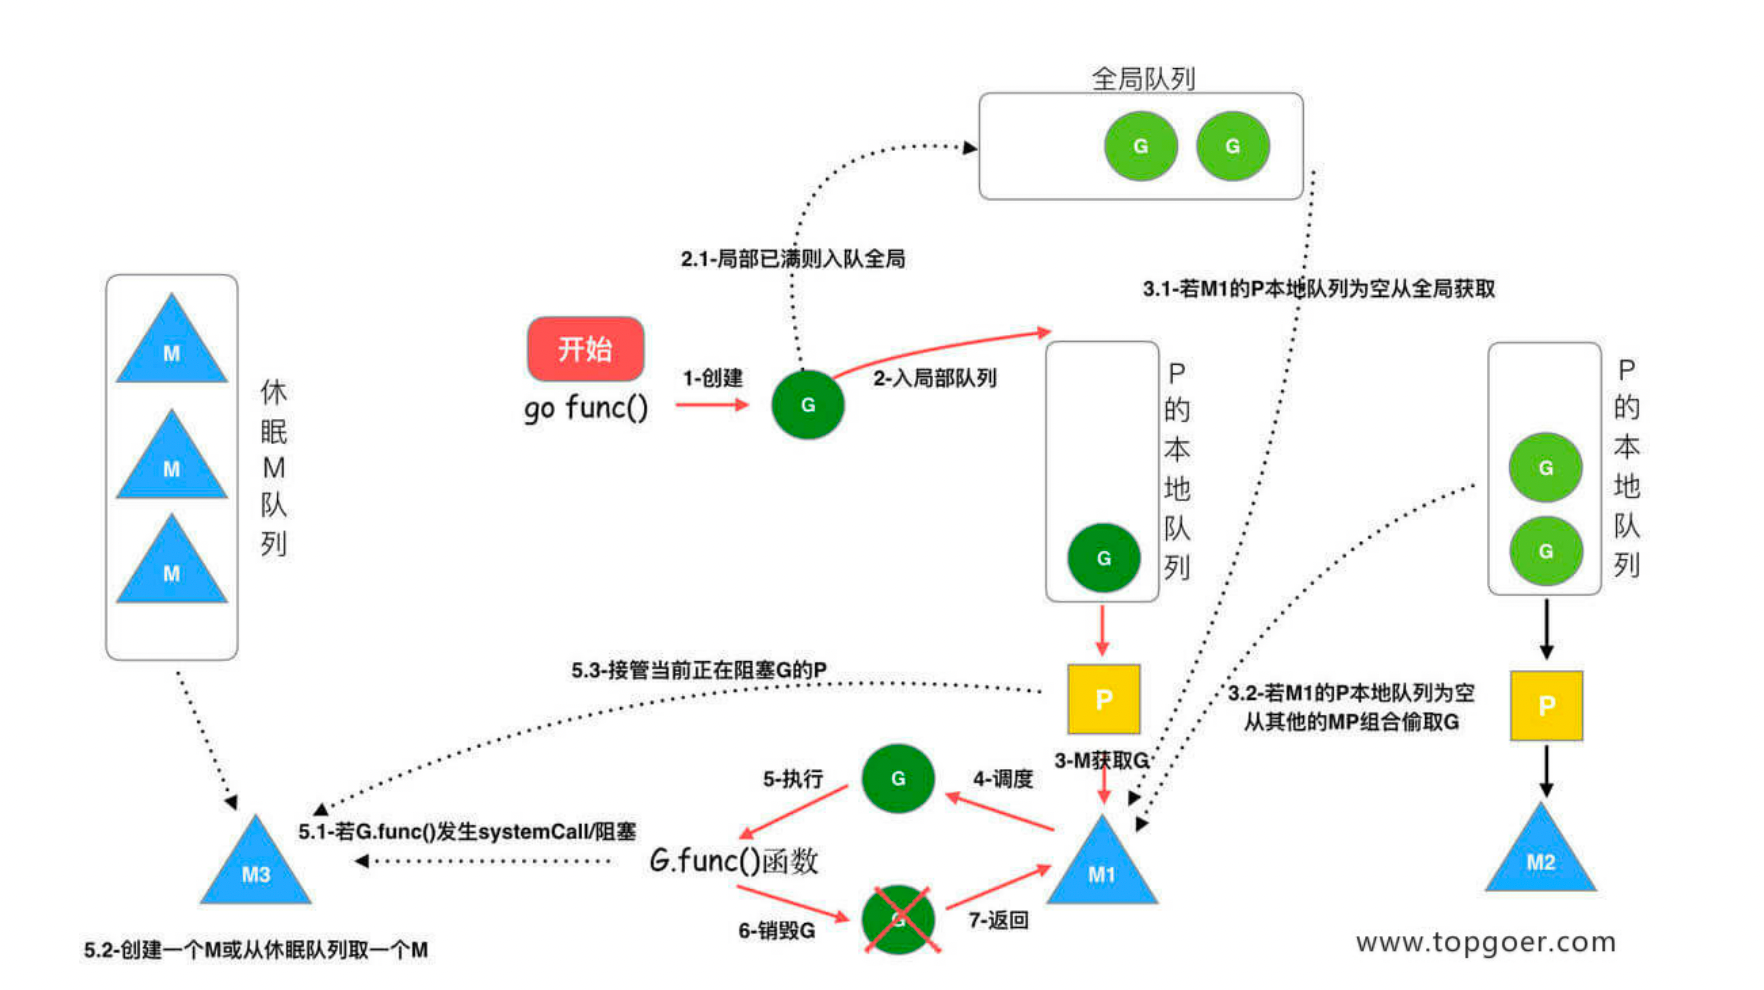 全局队列
G
G
2.1-局部已满则入队全局
3.1-若M1的P本地队列为空从全局获取
M
M
M
休眠M队列
开始
go func()
1-创建
G
2-入局部队列
G
P的本地队列
G
G
P的本地队列
5.3-接管当前正在阻塞G的P
P
3.2-若M1的P本地队列为空
从其他的MP组合偷取G
P
3-M获取G
5-执行
G
4-调度
5.1-若G.func()发生systemCall/阻塞
G.func()函数
M3
M1
M2
6-销毁G
G
7-返回
5.2-创建一个M或从休眠队列取一个M
www.topgoer.com